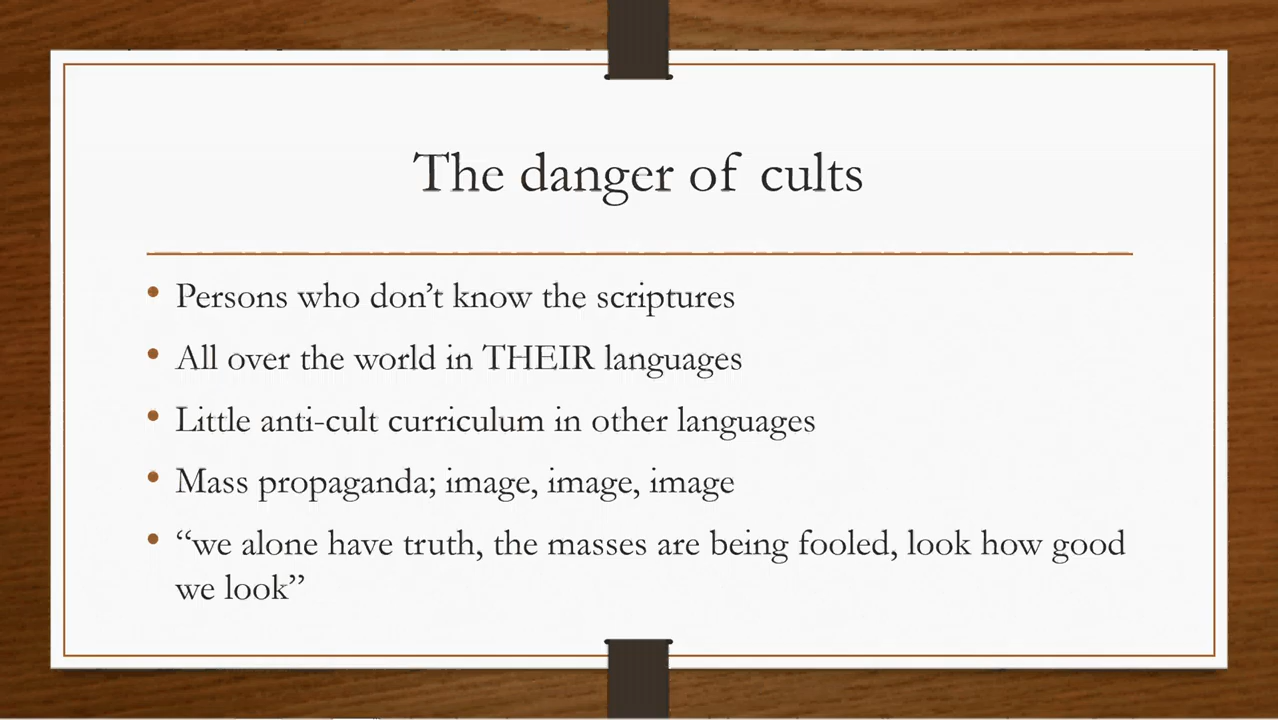 The danger of cults
• Persons who don’t know the scriptures
• All over the world in THEIR languages
• Little anti-cult curriculum in other languages
• Mass propaganda; image, image, image
• “we alone have truth, the masses are being fooled, look how good
we look”